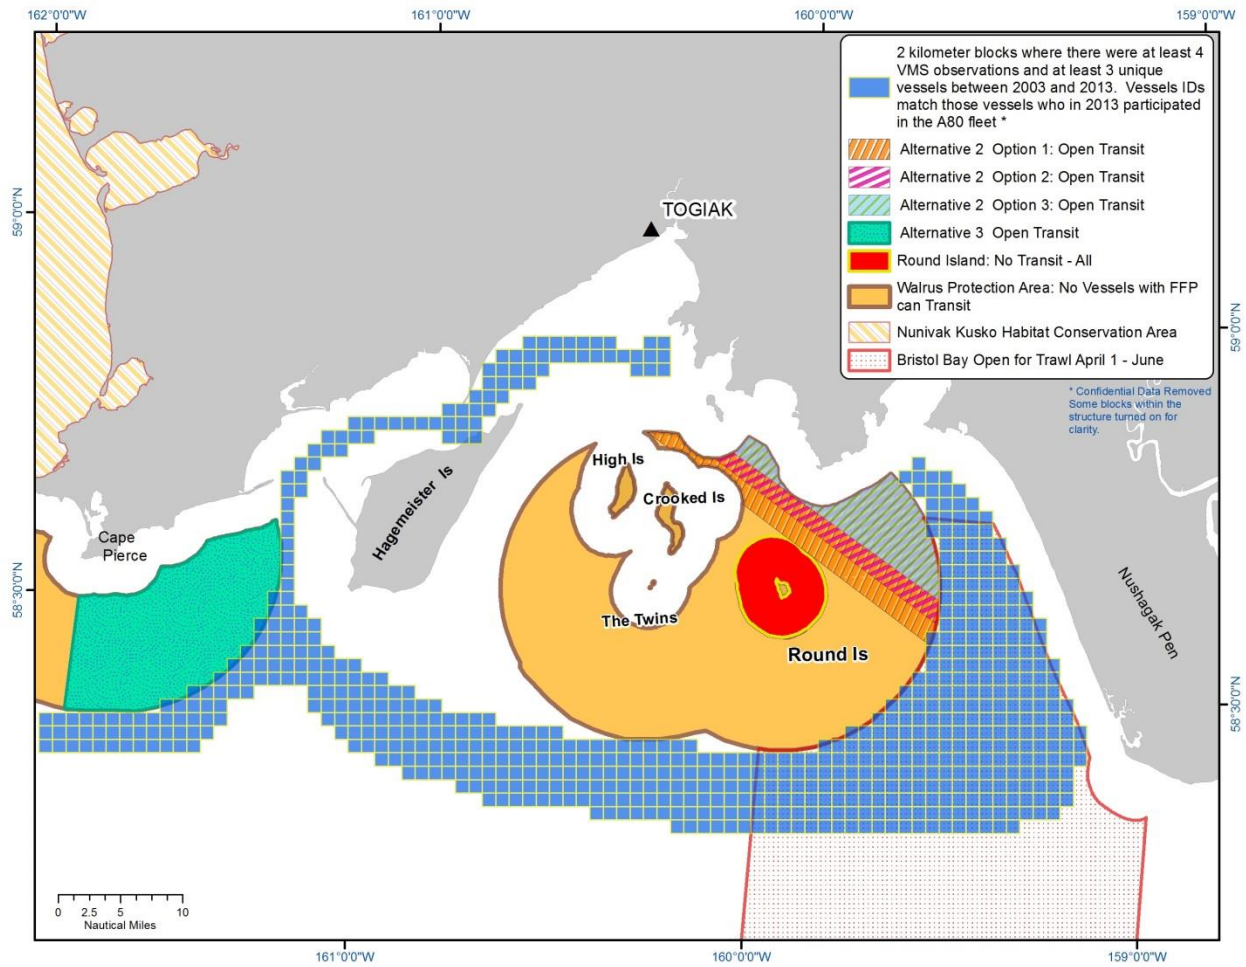 162°0'0"W
161°0'0"W
160°0'0"W
159°0'0"W
2 kilometer blocks where there were at least 4
VMS observations and at least 3 unique
vessels between 2003 and 2013. Vessels IDs
match those vessels who in 2013 participated
in the A80 fleet *
Alternative 2 Option 1: Open Transit
Alternative 2 Option 2: Open Transit
Alternative 2 Option 3: Open Transit
Alternative 3 Open Transit
Round Island: No Transit - All
Walrus Protection Area: No Vessels with FFP
can Transit
Nunivak Kusko Habitat Conservation Area
Bristol Bay Open for Trawl April 1 - June
* Confidential Data Removed
Some blocks within the
structure turned on for
clarity.
59°0'0"N
59°0'0"N
TOGIAK
High Is
Crooked Is
Hagemeister Is
Cape
Pierce
The Twins
Round Is
Nushagak Pen
58°30'0"N
58°30'0"N
0 2.5 5 10
Nautical Miles
161°0'0"W
160°0'0"W
159°0'0"W